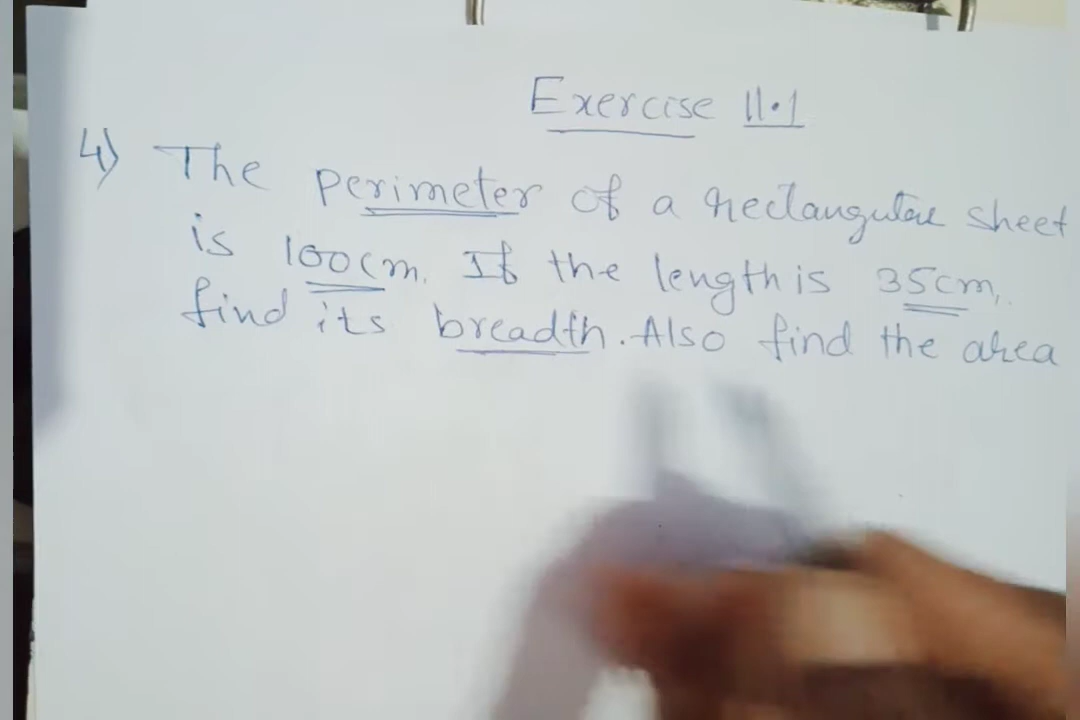 Exercise 11.1
4) The perimeter of a rectangular sheet
is 100cm. If the length is 35cm,
find its breadth. Also find the area